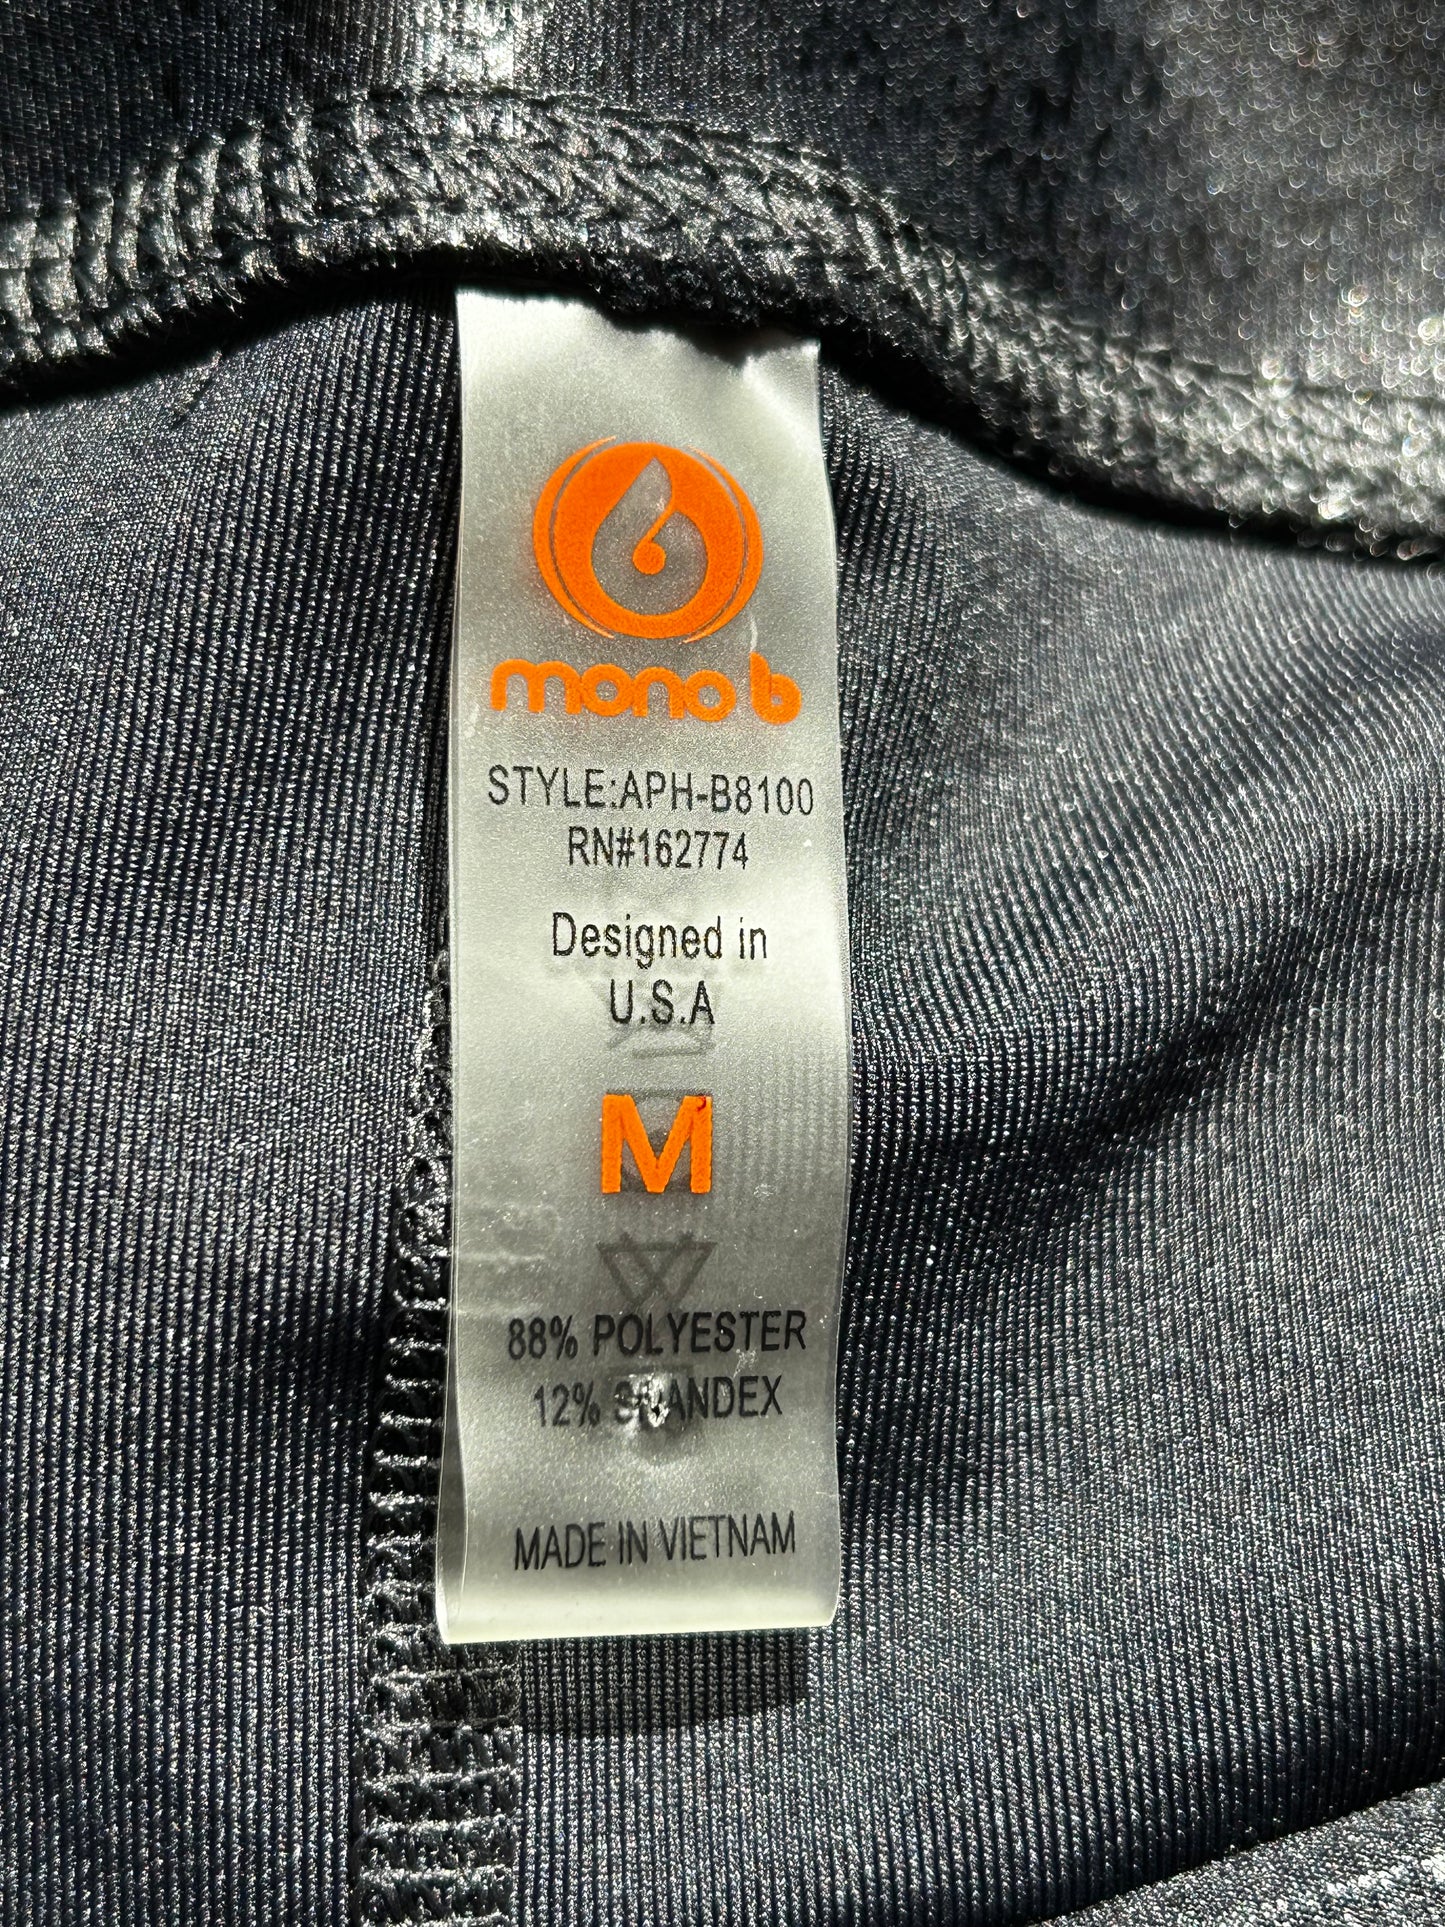 mono b
STYLE:APH-B8100
RN#162774
Designed in
U.S.A
M
88% POLYESTER
12% SPANDEX
MADE IN VIETNAM